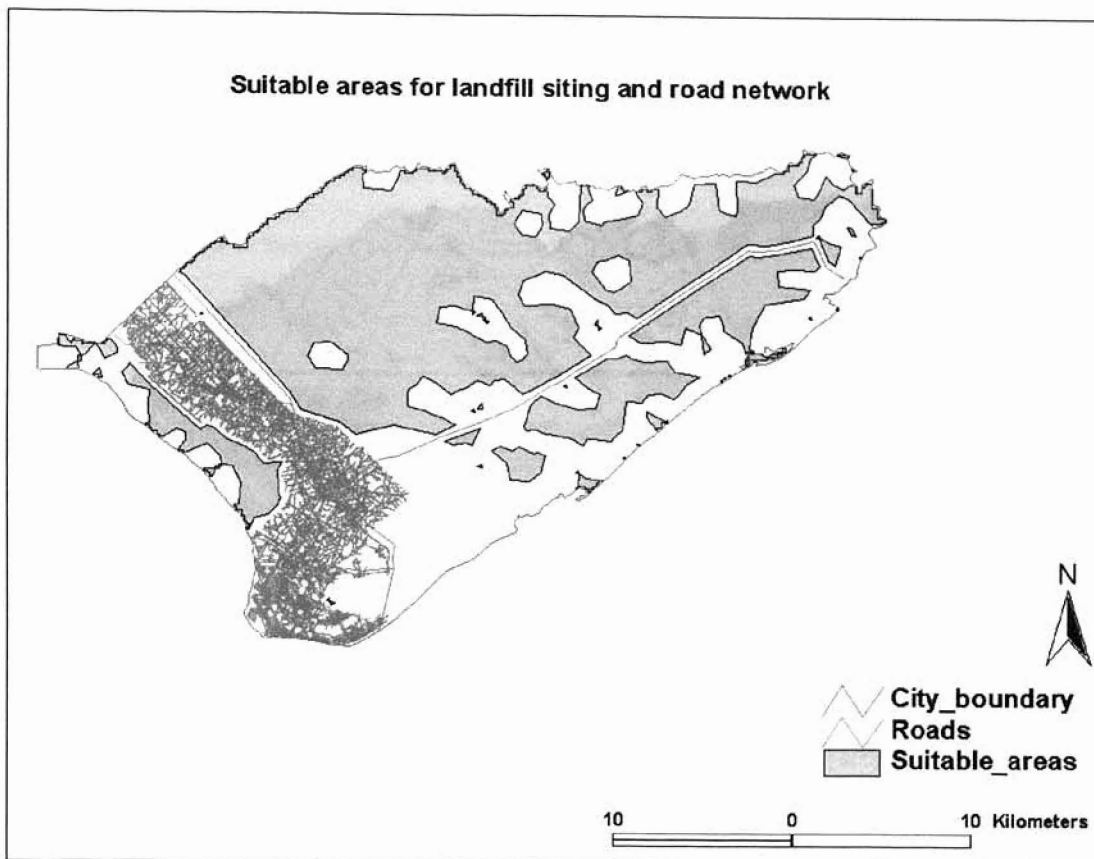 Suitable areas for landfill siting and road network
N
City_boundary
Roads
Suitable_areas
10 0 10 Kilometers